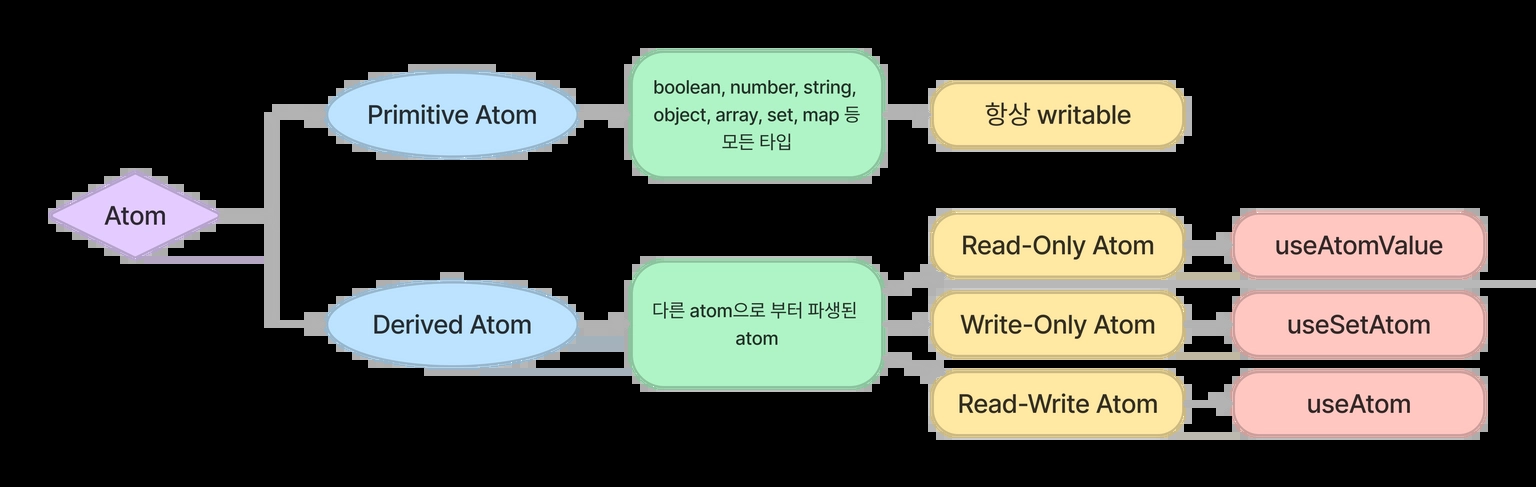 Atom
Primitive Atom
boolean, number, string,
object, array, set, map 등
모든 타입
항상 writable
Derived Atom
다른 atom으로 부터 파생된
atom
Read-Only Atom
useAtomValue
Write-Only Atom
useSetAtom
Read-Write Atom
useAtom